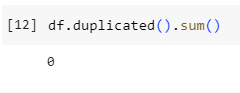 [12] df.duplicated().sum()
0